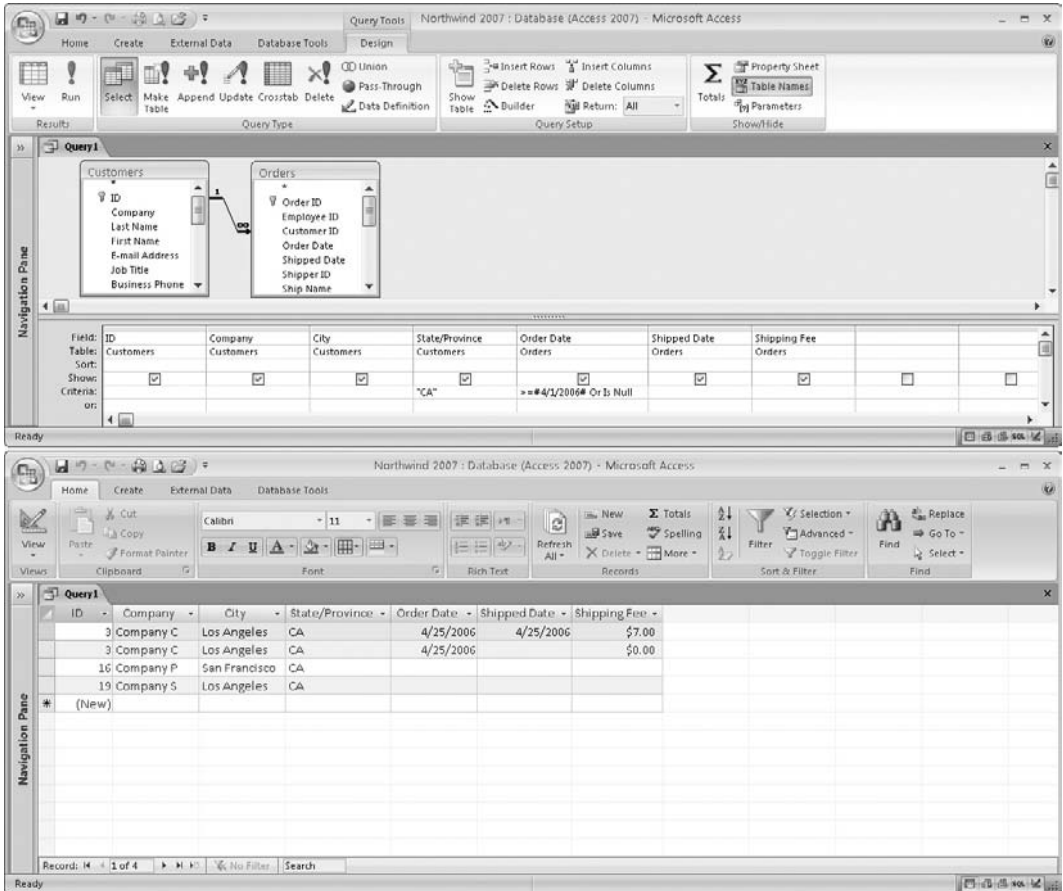 Query Tools Northwind 2007 : Database (Access 2007) - Microsoft Access
Home Create External Data Database Tools Design
View Run Select Make Table Append Update Crosstab Delete
Union
Pass-Through
Data Definition
Show Table
Insert Rows Insert Columns
Delete Rows Delete Columns
Builder Return: All
Totals
Property Sheet
Table Names
Parameters
Results Query Type Query Setup Show/Hide
Query1
Navigation Pane
Customers
*
ID
Company
Last Name
First Name
E-mail Address
Job Title
Business Phone
1
∞
Orders
*
Order ID
Employee ID
Customer ID
Order Date
Shipped Date
Shipper ID
Ship Name
Field: ID Company City State/Province Order Date Shipped Date Shipping Fee
Table: Customers Customers Customers Customers Orders Orders Orders
Sort:
Show:
Criteria: "CA" >=#4/1/2006# Or Is Null
or:
Ready SQL
Northwind 2007 : Database (Access 2007) - Microsoft Access
Home Create External Data Database Tools
View Paste
Cut
Copy
Format Painter
Calibri 11
B I U A
Refresh All
New Totals
Save Spelling
Delete More
Filter
Selection
Advanced
Toggle Filter
Find
Replace
Go To
Select
Views Clipboard Font Rich Text Records Sort & Filter Find
Query1
Navigation Pane
ID Company City State/Province Order Date Shipped Date Shipping Fee
3 Company C Los Angeles CA 4/25/2006 4/25/2006 $7.00
3 Company C Los Angeles CA 4/25/2006 $0.00
16 Company P San Francisco CA
19 Company S Los Angeles CA
* (New)
Record: 1 of 4 No Filter Search
Ready SQL